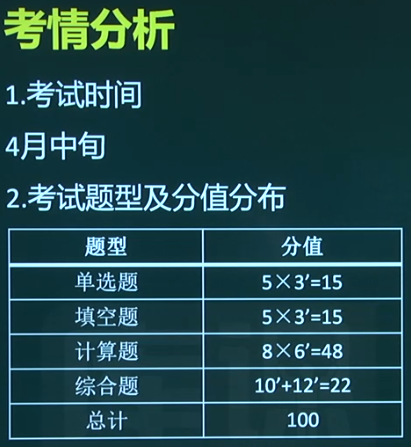 考情分析
1.考试时间
4月中旬
2.考试题型及分值分布
题型 分值
单选题 5×3'=15
填空题 5×3'=15
计算题 8×6'=48
综合题 10'+12'=22
总计 100